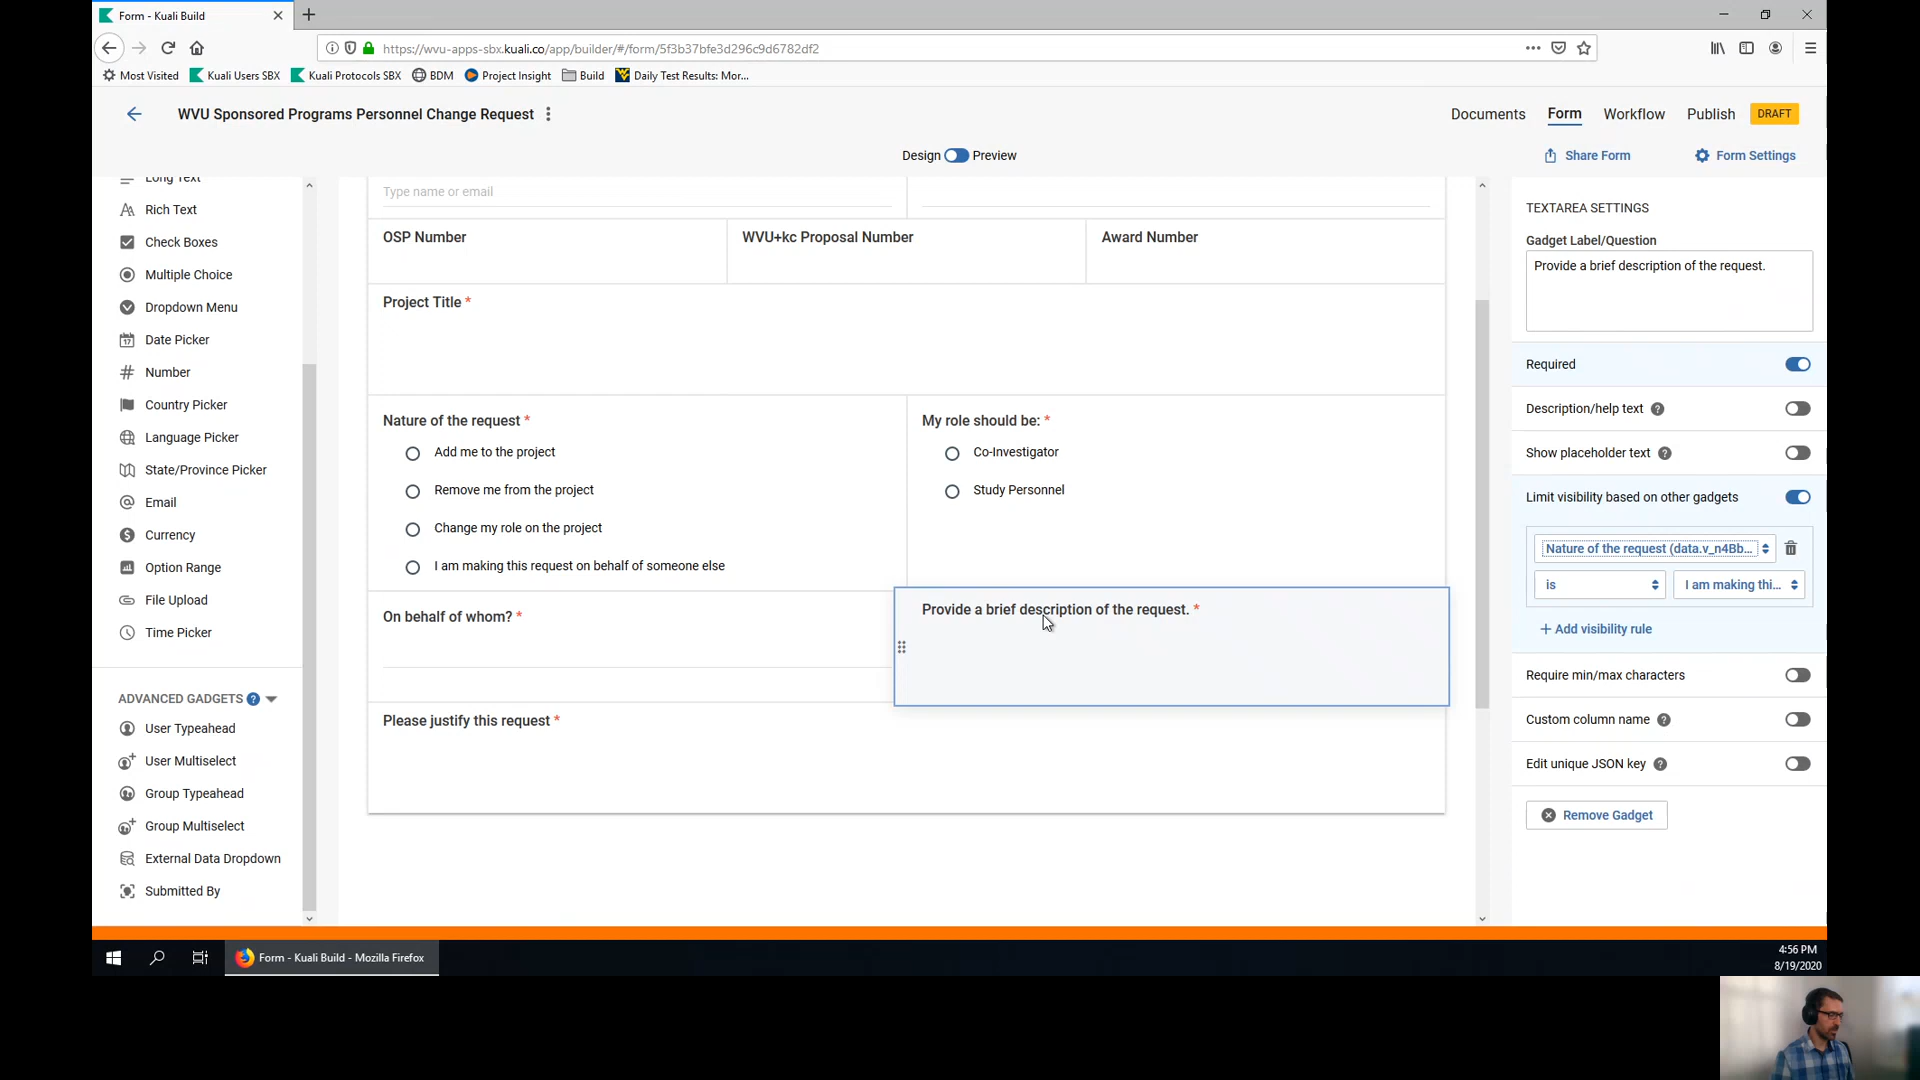 Form - Kuali Build
https://wvu-apps-sbx.kuali.co/app/builder/#/form/5f3b37bfe3d296c9d6782df2
Most Visited
Kuali Users SBX
Kuali Protocols SBX
BDM
Project Insight
Build
Daily Test Results: Mor...
WVU Sponsored Programs Personnel Change Request
Documents
Form
Workflow
Publish
DRAFT
Design
Preview
Share Form
Form Settings
Long Text
Rich Text
Check Boxes
Multiple Choice
Dropdown Menu
Date Picker
Number
Country Picker
Language Picker
State/Province Picker
Email
Currency
Option Range
File Upload
Time Picker
ADVANCED GADGETS ?
User Typeahead
User Multiselect
Group Typeahead
Group Multiselect
External Data Dropdown
Submitted By
Type name or email
OSP Number
WVU+kc Proposal Number
Award Number
Project Title *
Nature of the request *
Add me to the project
Remove me from the project
Change my role on the project
I am making this request on behalf of someone else
My role should be: *
Co-Investigator
Study Personnel
On behalf of whom? *
Provide a brief description of the request. *
Please justify this request *
TEXTAREA SETTINGS
Gadget Label/Question
Provide a brief description of the request.
Required
Description/help text ?
Show placeholder text ?
Limit visibility based on other gadgets
Nature of the request (data.v_n4Bb...
is
I am making thi...
+ Add visibility rule
Require min/max characters
Custom column name ?
Edit unique JSON key ?
Remove Gadget
Form - Kuali Build - Mozilla Firefox
4:56 PM
8/19/2020